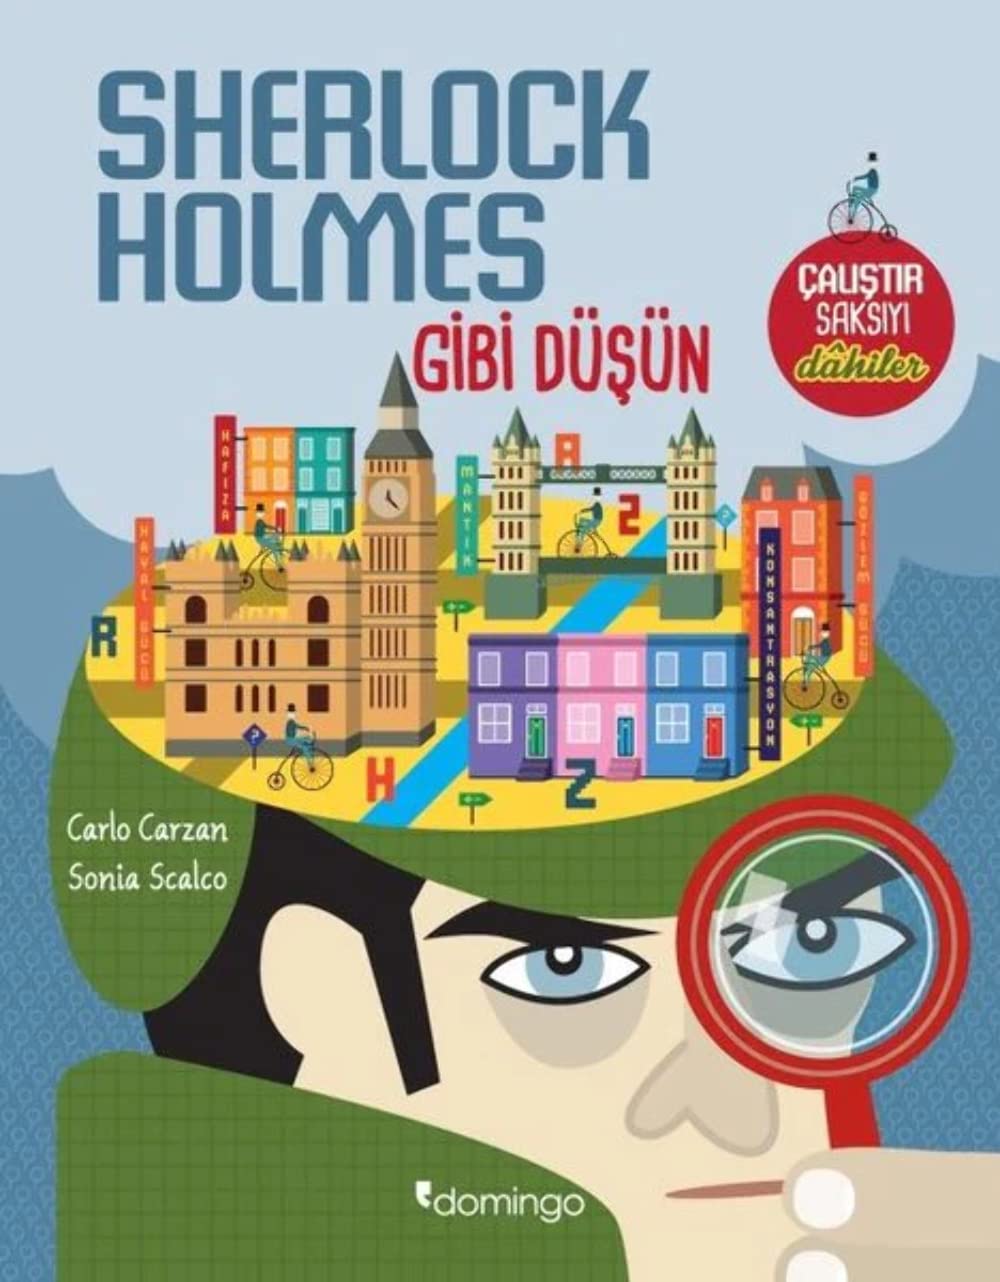 SHERLOCK
HOLMES
GİBİ DÜŞÜN
ÇALIŞTIR
SAKSIYI
dâhiler
HAFIZA
MANTIK
A
Z
?
HAYAL GÜCÜ
KONSANTRASYON
GÖZLEM GÜCÜ
R
?
H
Z
Carlo Carzan
Sonia Scalco
domingo